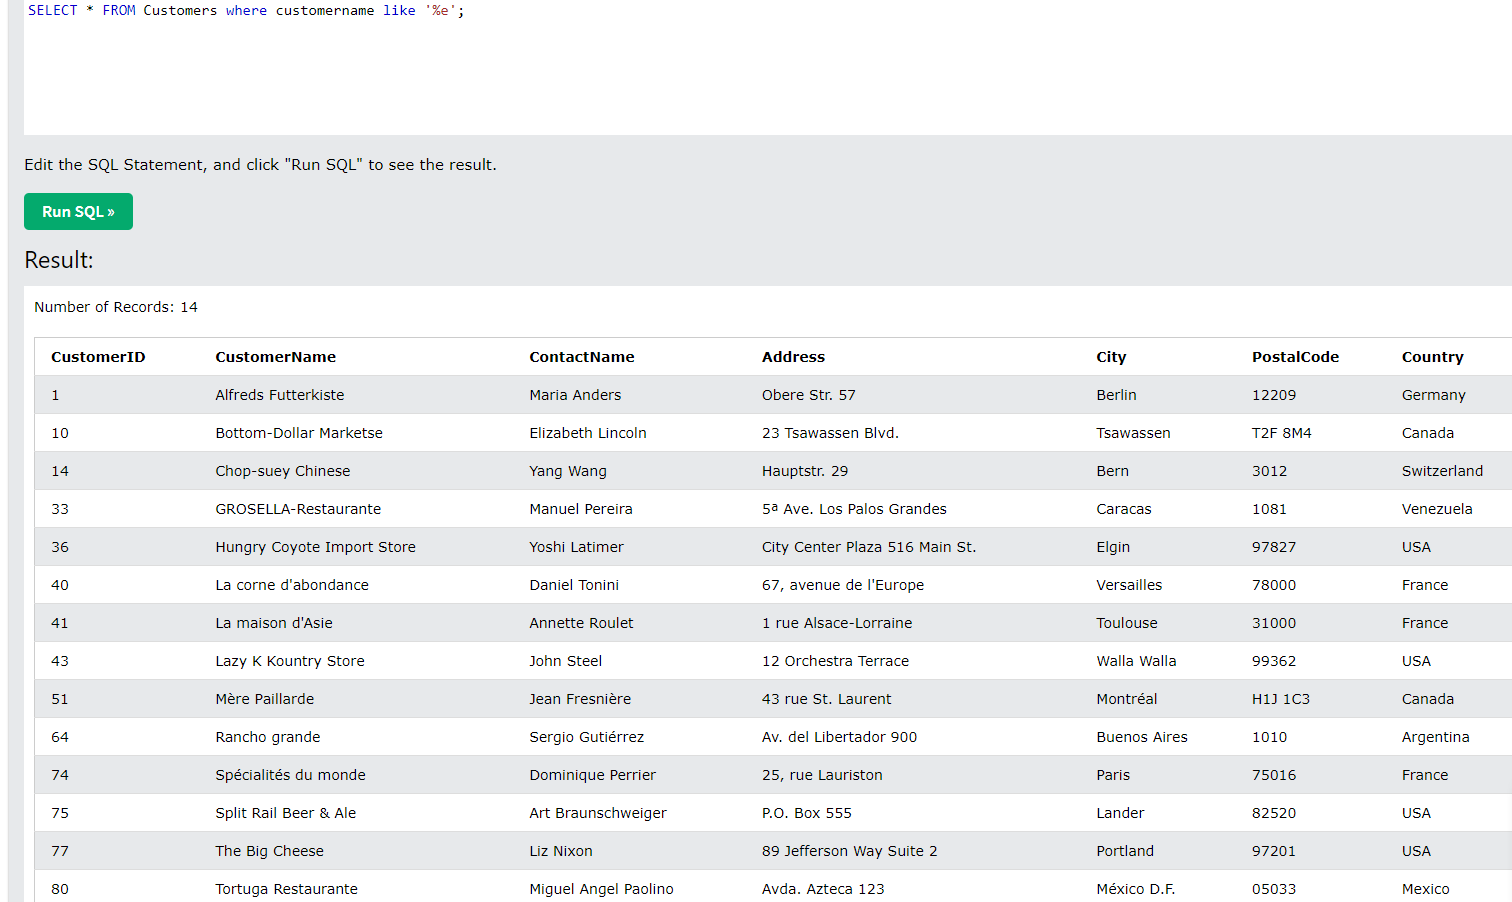 SELECT * FROM Customers where customername like '%e';
Edit the SQL Statement, and click "Run SQL" to see the result.
Run SQL »
Result:
Number of Records: 14
CustomerID CustomerName ContactName Address City PostalCode Country
1 Alfreds Futterkiste Maria Anders Obere Str. 57 Berlin 12209 Germany
10 Bottom-Dollar Marketse Elizabeth Lincoln 23 Tsawassen Blvd. Tsawassen T2F 8M4 Canada
14 Chop-suey Chinese Yang Wang Hauptstr. 29 Bern 3012 Switzerland
33 GROSELLA-Restaurante Manuel Pereira 5ª Ave. Los Palos Grandes Caracas 1081 Venezuela
36 Hungry Coyote Import Store Yoshi Latimer City Center Plaza 516 Main St. Elgin 97827 USA
40 La corne d'abondance Daniel Tonini 67, avenue de l'Europe Versailles 78000 France
41 La maison d'Asie Annette Roulet 1 rue Alsace-Lorraine Toulouse 31000 France
43 Lazy K Kountry Store John Steel 12 Orchestra Terrace Walla Walla 99362 USA
51 Mère Paillarde Jean Fresnière 43 rue St. Laurent Montréal H1J 1C3 Canada
64 Rancho grande Sergio Gutiérrez Av. del Libertador 900 Buenos Aires 1010 Argentina
74 Spécialités du monde Dominique Perrier 25, rue Lauriston Paris 75016 France
75 Split Rail Beer & Ale Art Braunschweiger P.O. Box 555 Lander 82520 USA
77 The Big Cheese Liz Nixon 89 Jefferson Way Suite 2 Portland 97201 USA
80 Tortuga Restaurante Miguel Angel Paolino Avda. Azteca 123 México D.F. 05033 Mexico